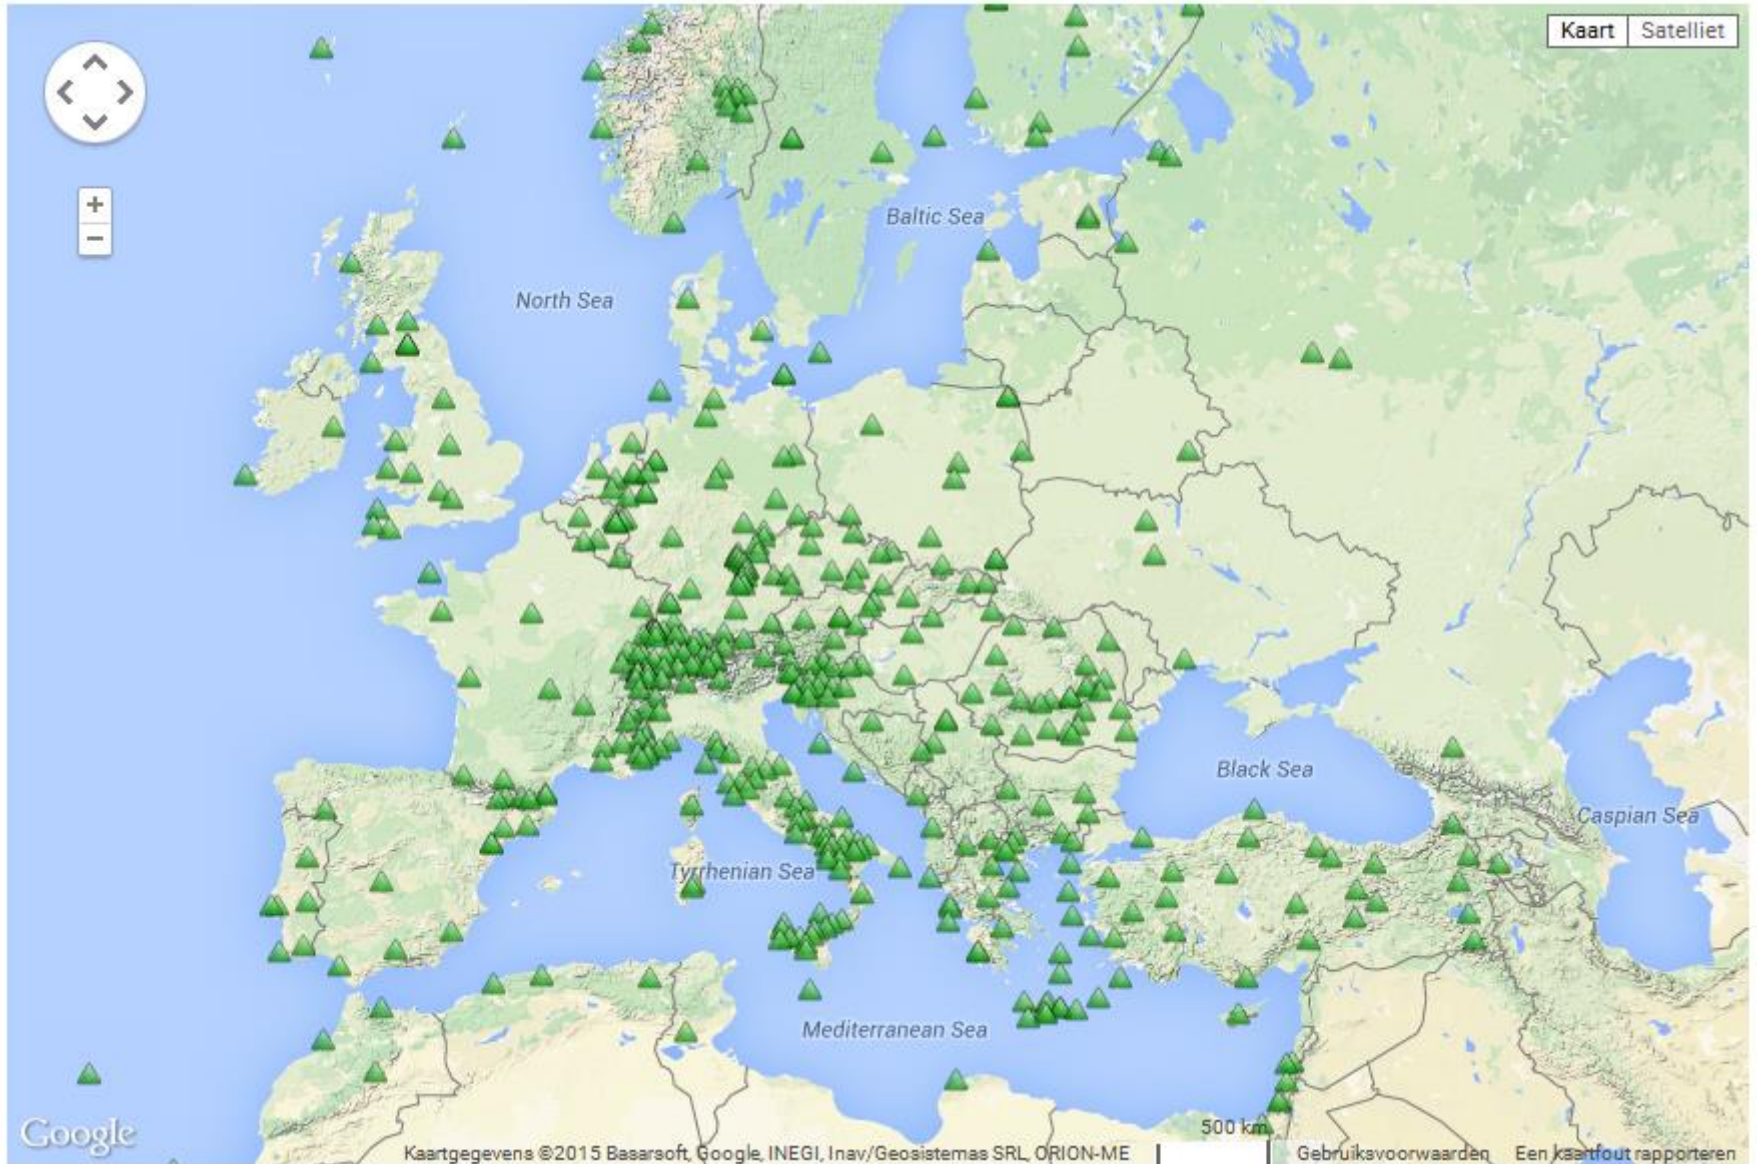 Kaart Satelliet
+
Baltic Sea
−
North Sea
Black Sea
Caspian Sea
Tyrrhenian Sea
Mediterranean Sea
500 km
Google
Kaartgegevens ©2015 Basarsoft, Google, INEGI, Inav/Geosistemas SRL, ORION-ME
Gebruiksvoorwaarden Een kaartfout rapporteren